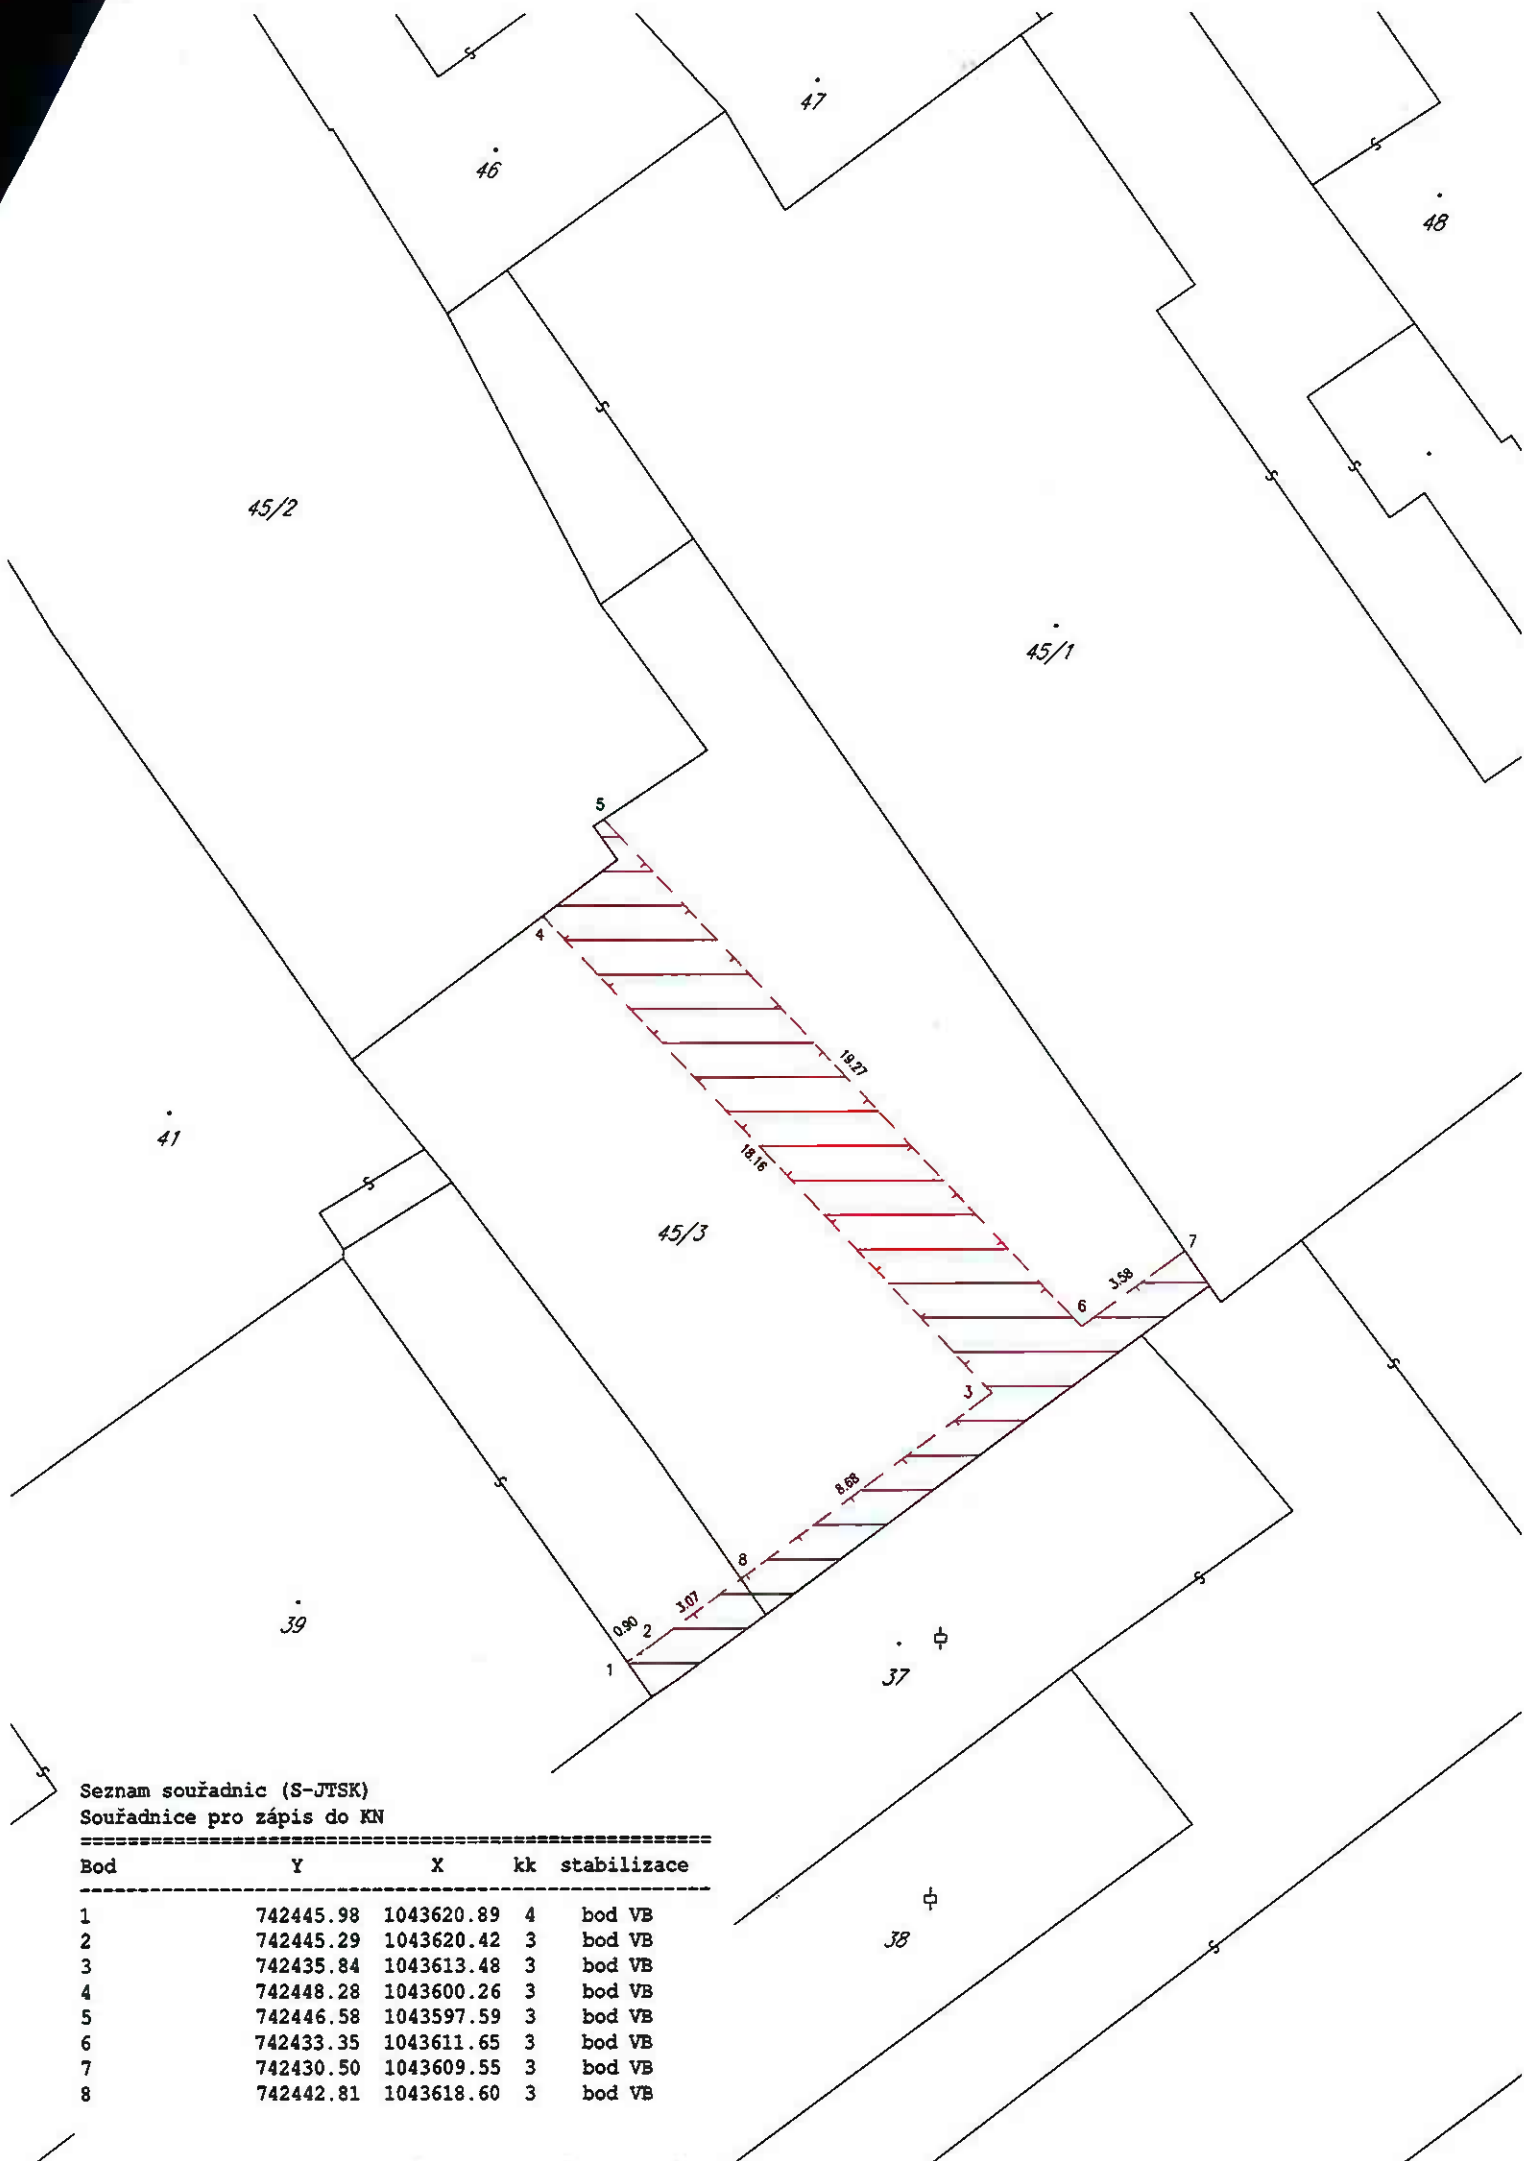 47
46
48
45/2
45/1
5
4
19.27
41
18.16
45/3
7
3.58
6
3
8.68
8
3.07
0.90
2
39
1
37
Seznam souřadnic (S-JTSK)
Souřadnice pro zápis do KN
======================================================
Bod Y X kk stabilizace
------------------------------------------------------
1 742445.98 1043620.89 4 bod VB
2 742445.29 1043620.42 3 bod VB
38
3 742435.84 1043613.48 3 bod VB
4 742448.28 1043600.26 3 bod VB
5 742446.58 1043597.59 3 bod VB
6 742433.35 1043611.65 3 bod VB
7 742430.50 1043609.55 3 bod VB
8 742442.81 1043618.60 3 bod VB